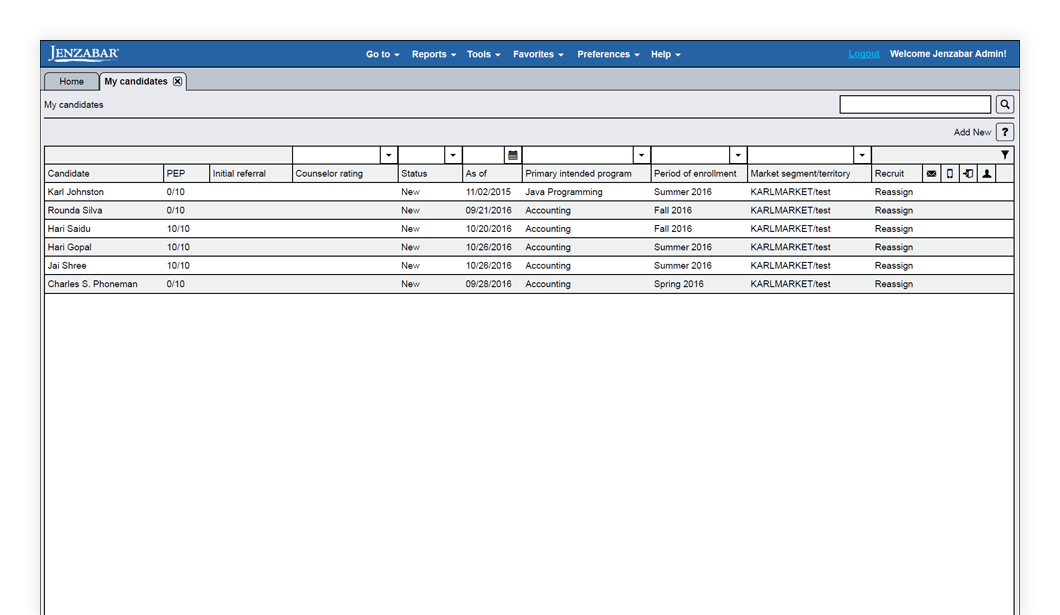 JENZABAR Go to Reports Tools Favorites Preferences Help Logout Welcome Jenzabar Admin!
Home My candidates
My candidates
Add New ?
Candidate PEP Initial referral Counselor rating Status As of Primary intended program Period of enrollment Market segment/territory Recruit
Karl Johnston 0/10 New 11/02/2015 Java Programming Summer 2016 KARLMARKET/test Reassign
Rounda Silva 0/10 New 09/21/2016 Accounting Fall 2016 KARLMARKET/test Reassign
Hari Saidu 10/10 New 10/20/2016 Accounting Fall 2016 KARLMARKET/test Reassign
Hari Gopal 10/10 New 10/26/2016 Accounting Summer 2016 KARLMARKET/test Reassign
Jai Shree 10/10 New 10/26/2016 Accounting Summer 2016 KARLMARKET/test Reassign
Charles S. Phoneman 0/10 New 09/28/2016 Accounting Spring 2016 KARLMARKET/test Reassign